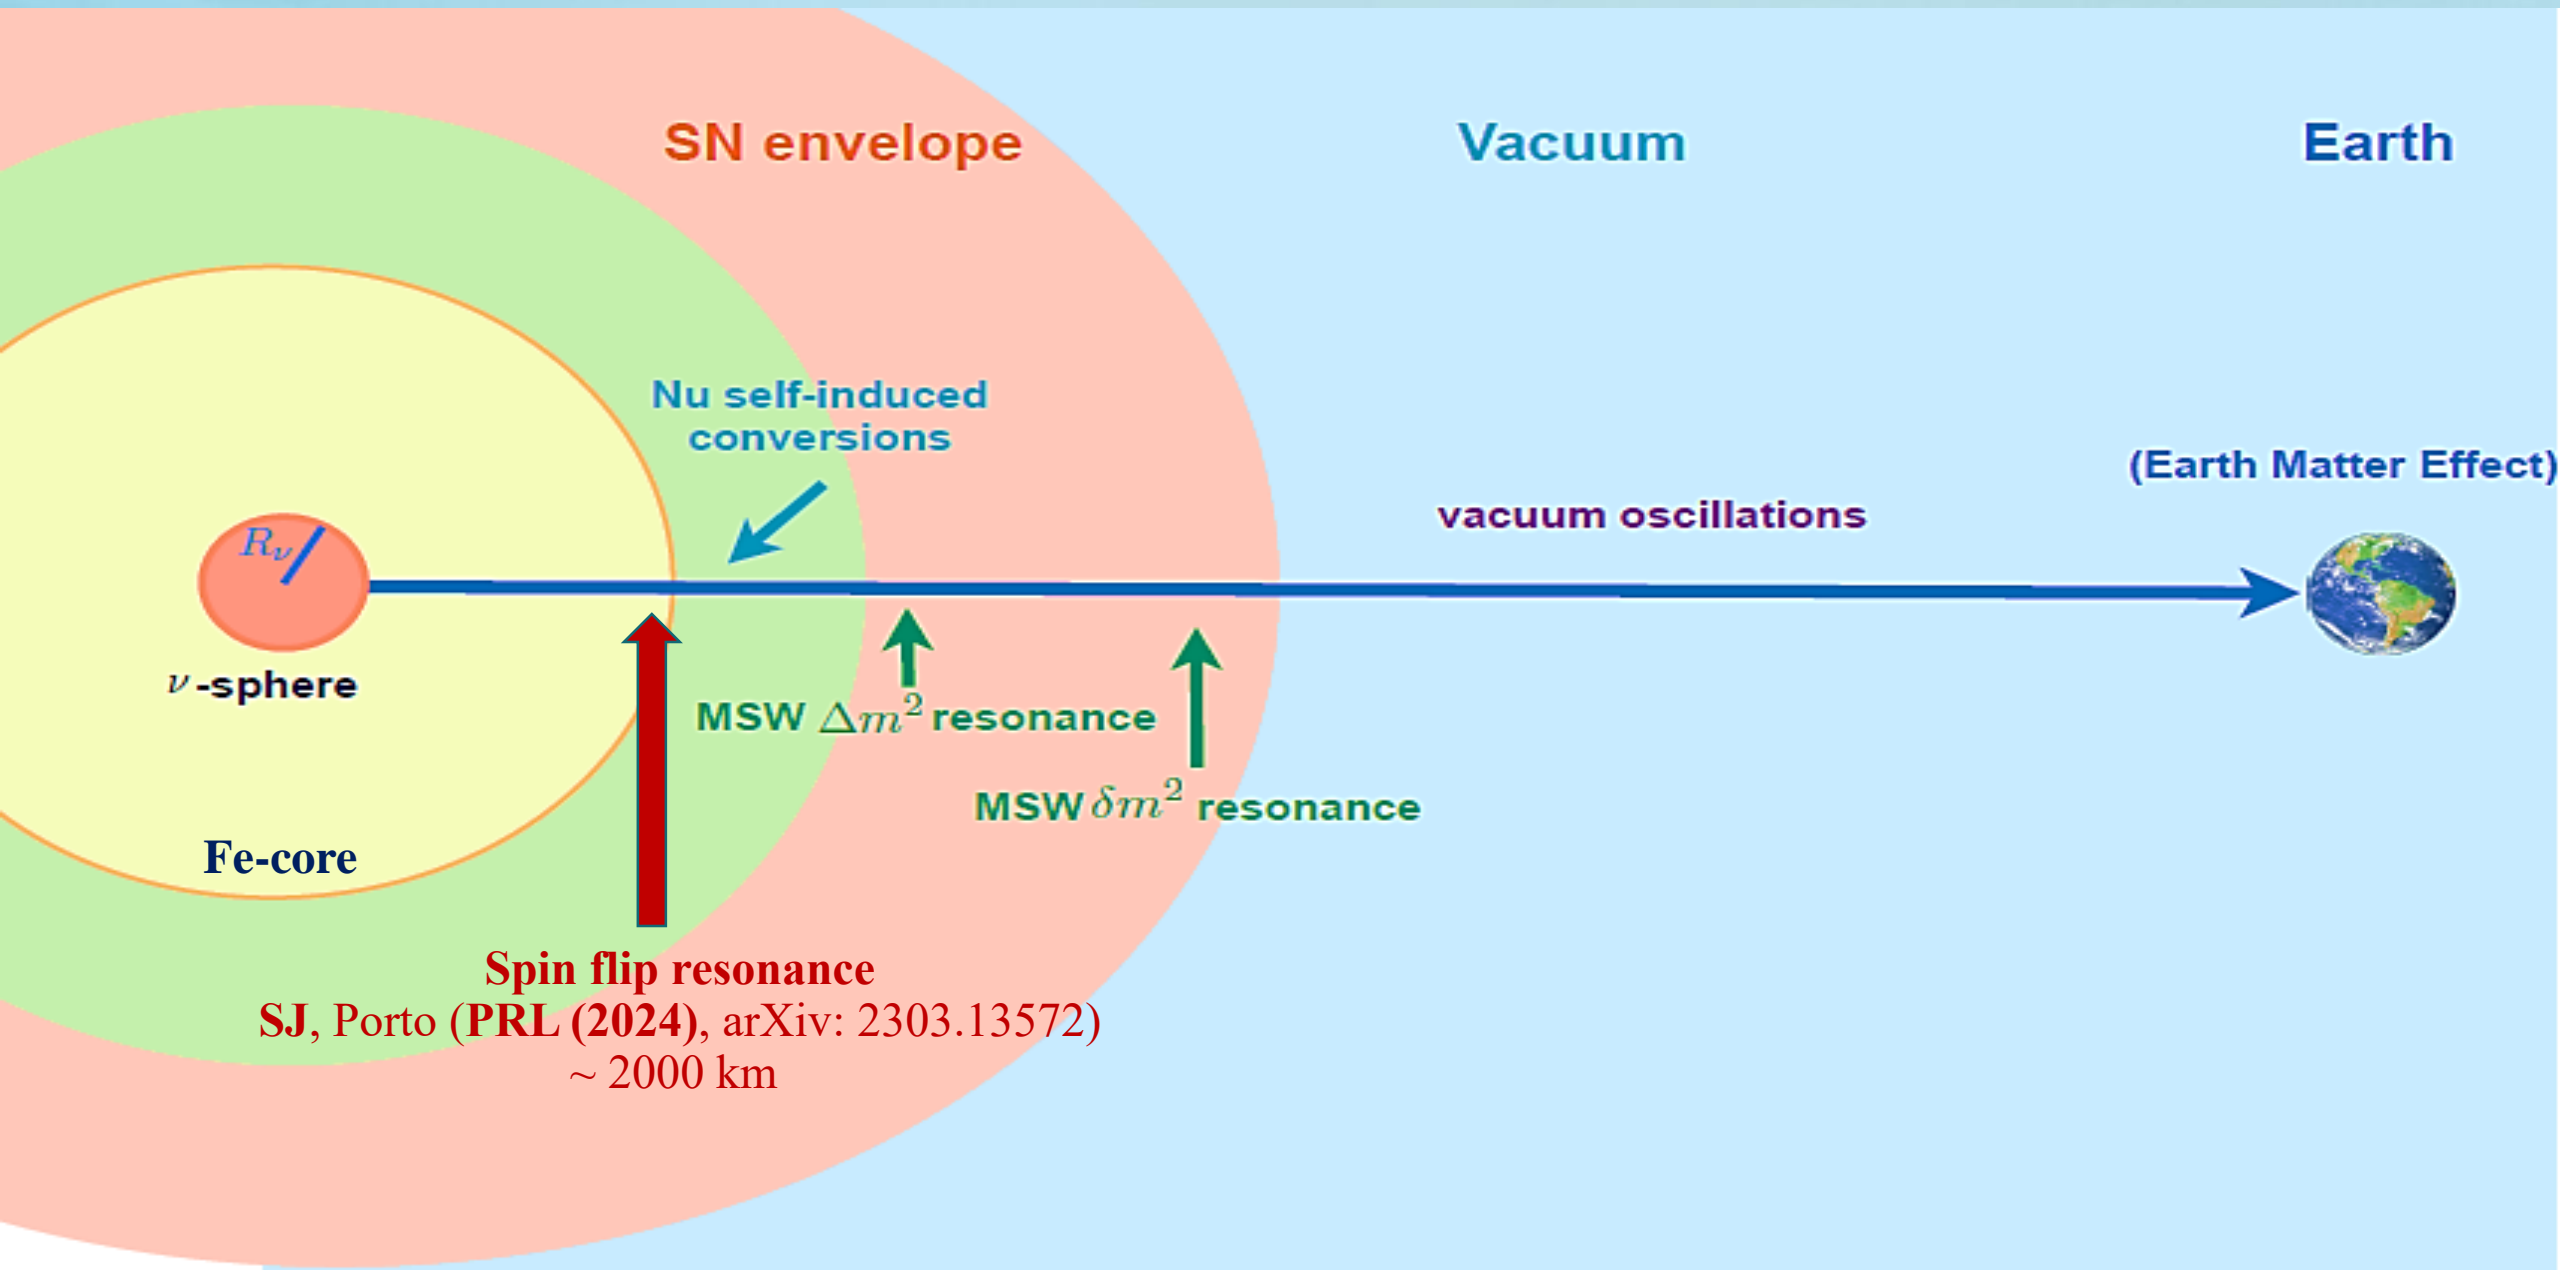 SN envelope
Vacuum
Earth
Nu self-induced
conversions
(Earth Matter Effect)
vacuum oscillations
Rν
ν-sphere
MSW Δm² resonance
MSW δm² resonance
Fe-core
Spin flip resonance
SJ, Porto (PRL (2024), arXiv: 2303.13572)
~ 2000 km